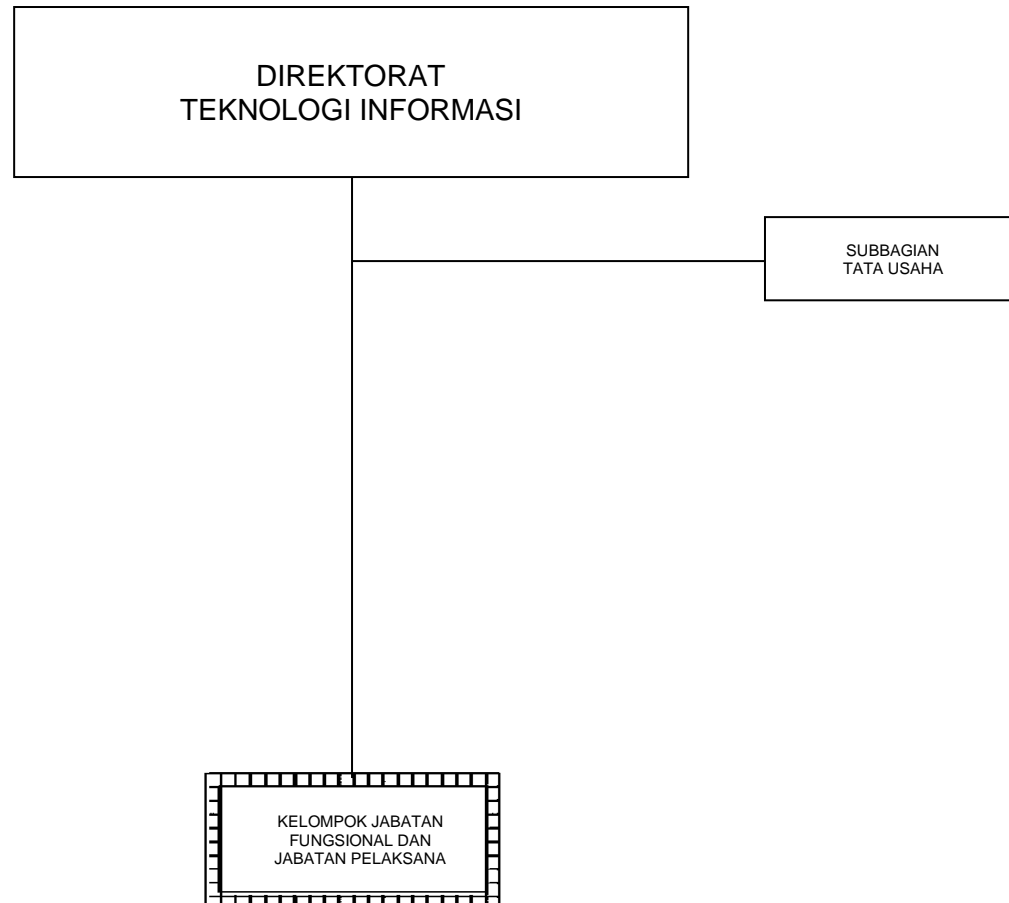 DIREKTORAT
TEKNOLOGI INFORMASI
SUBBAGIAN
TATA USAHA
KELOMPOK JABATAN
FUNGSIONAL DAN
JABATAN PELAKSANA